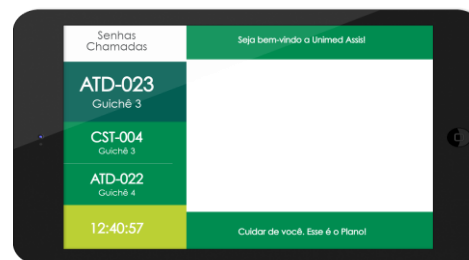 Senhas
Chamadas
Seja bem-vindo a Unimed Assis!
ATD-023
Guichê 3
CST-004
Guichê 3
ATD-022
Guichê 4
12:40:57
Cuidar de você. Esse é o Plano!